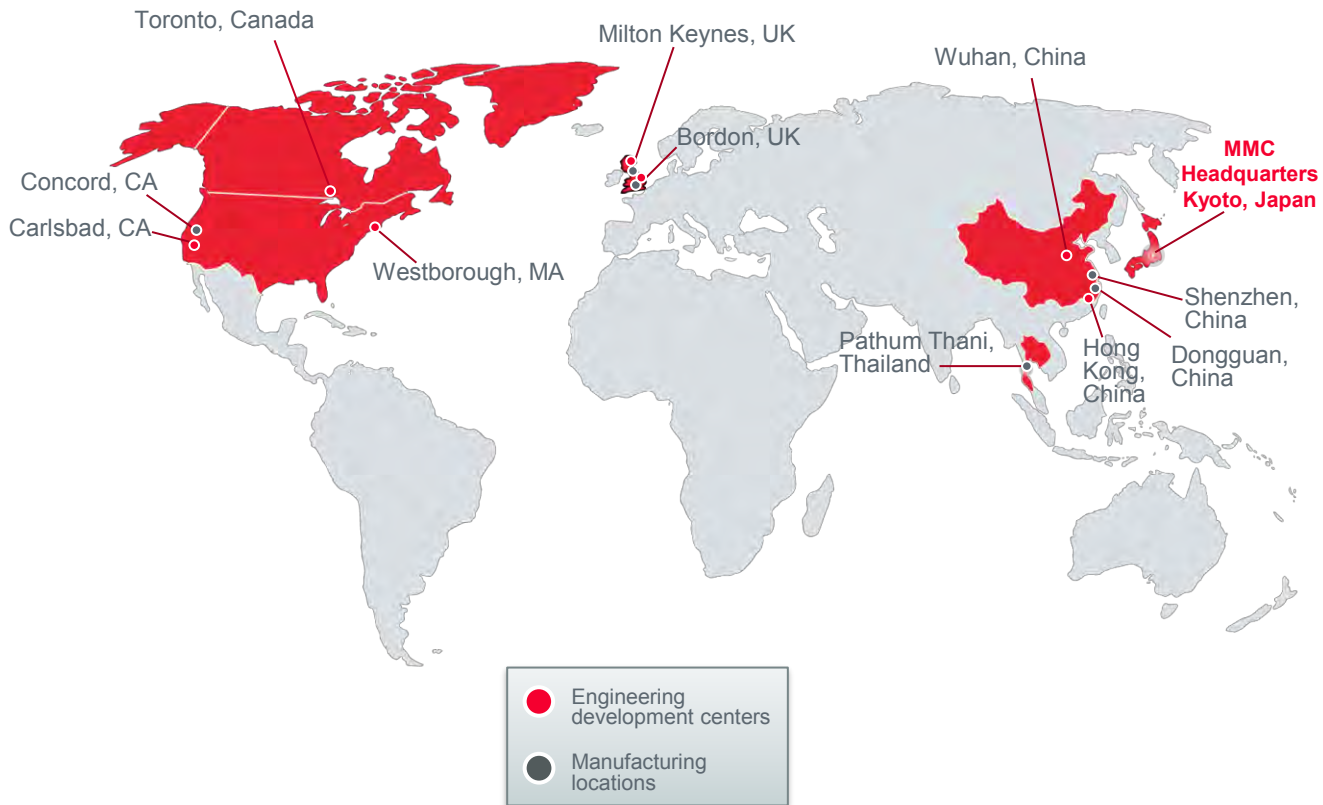 Toronto, Canada
Milton Keynes, UK
Wuhan, China
Bordon, UK
MMC
Headquarters
Kyoto, Japan
Concord, CA
Carlsbad, CA
Westborough, MA
Shenzhen,
China
Pathum Thani,
Thailand
Hong
Kong,
China
Dongguan,
China
Engineering
development centers
Manufacturing
locations